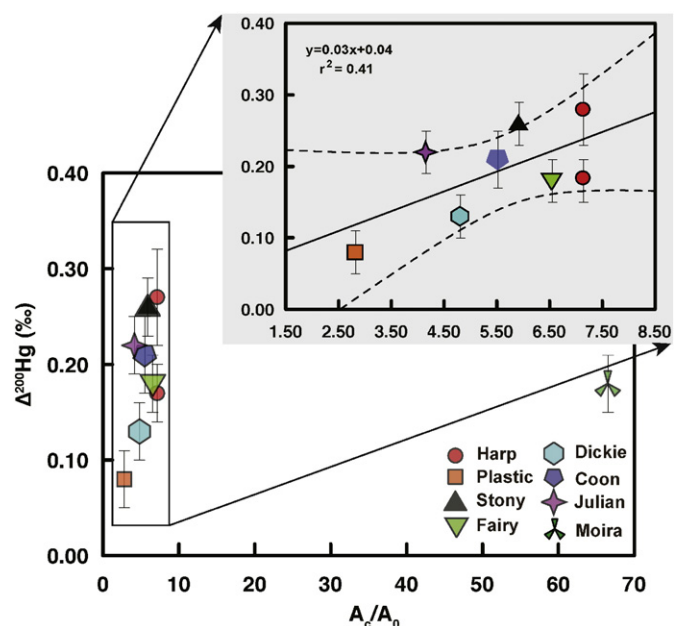 0.40
y=0.03x+0.04
r² = 0.41
0.30
0.20
0.10
0.00
1.50 2.50 3.50 4.50 5.50 6.50 7.50 8.50
0.40
0.30
0.20
0.10
0.00
Δ²⁰⁰Hg (‰)
0 10 20 30 40 50 60 70
A_c/A_0
Harp
Plastic
Stony
Fairy
Dickie
Coon
Julian
Moira